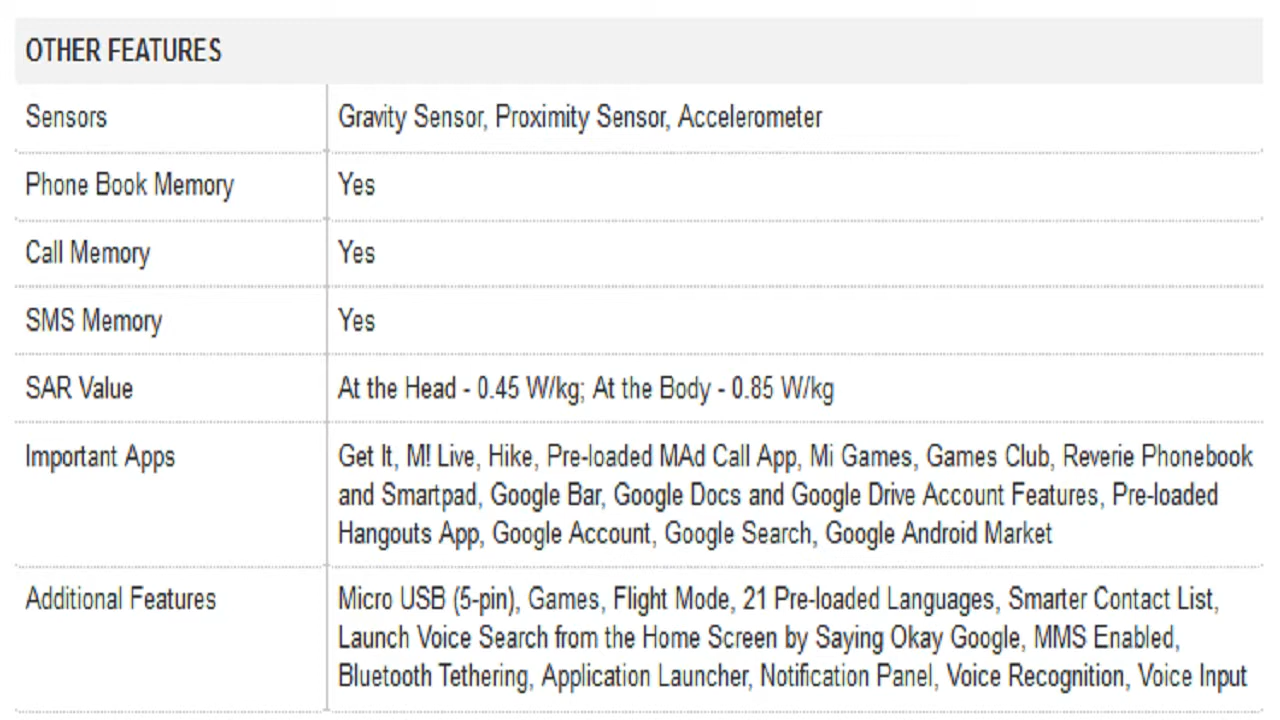 OTHER FEATURES
Sensors
Gravity Sensor, Proximity Sensor, Accelerometer
Phone Book Memory
Yes
Call Memory
Yes
SMS Memory
Yes
SAR Value
At the Head - 0.45 W/kg; At the Body - 0.85 W/kg
Important Apps
Get It, M! Live, Hike, Pre-loaded MAd Call App, Mi Games, Games Club, Reverie Phonebook
and Smartpad, Google Bar, Google Docs and Google Drive Account Features, Pre-loaded
Hangouts App, Google Account, Google Search, Google Android Market
Additional Features
Micro USB (5-pin), Games, Flight Mode, 21 Pre-loaded Languages, Smarter Contact List,
Launch Voice Search from the Home Screen by Saying Okay Google, MMS Enabled,
Bluetooth Tethering, Application Launcher, Notification Panel, Voice Recognition, Voice Input